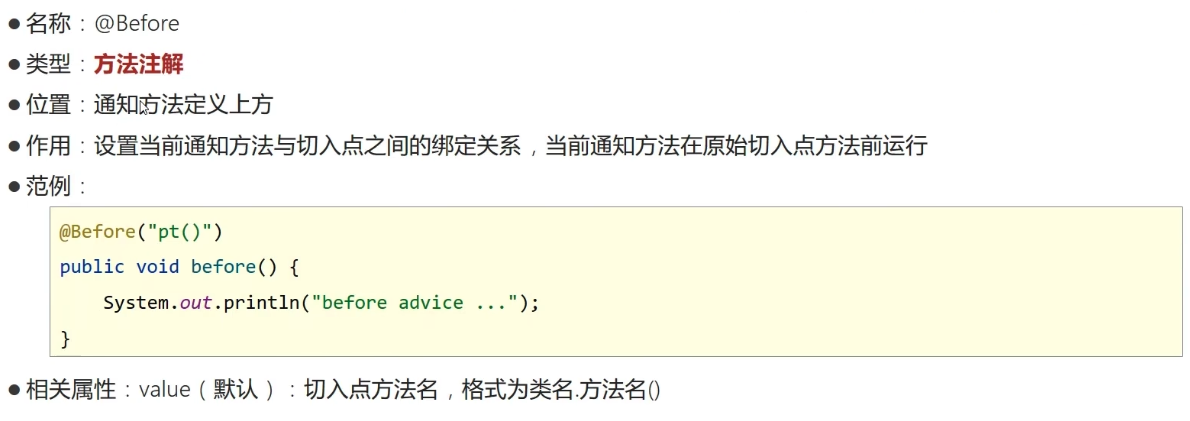 ● 名称：@Before
● 类型：方法注解
● 位置：通知方法定义上方
● 作用：设置当前通知方法与切入点之间的绑定关系，当前通知方法在原始切入点方法前运行
● 范例：
@Before("pt()")
public void before() {
    System.out.println("before advice ...");
}
● 相关属性：value（默认）：切入点方法名，格式为类名.方法名()